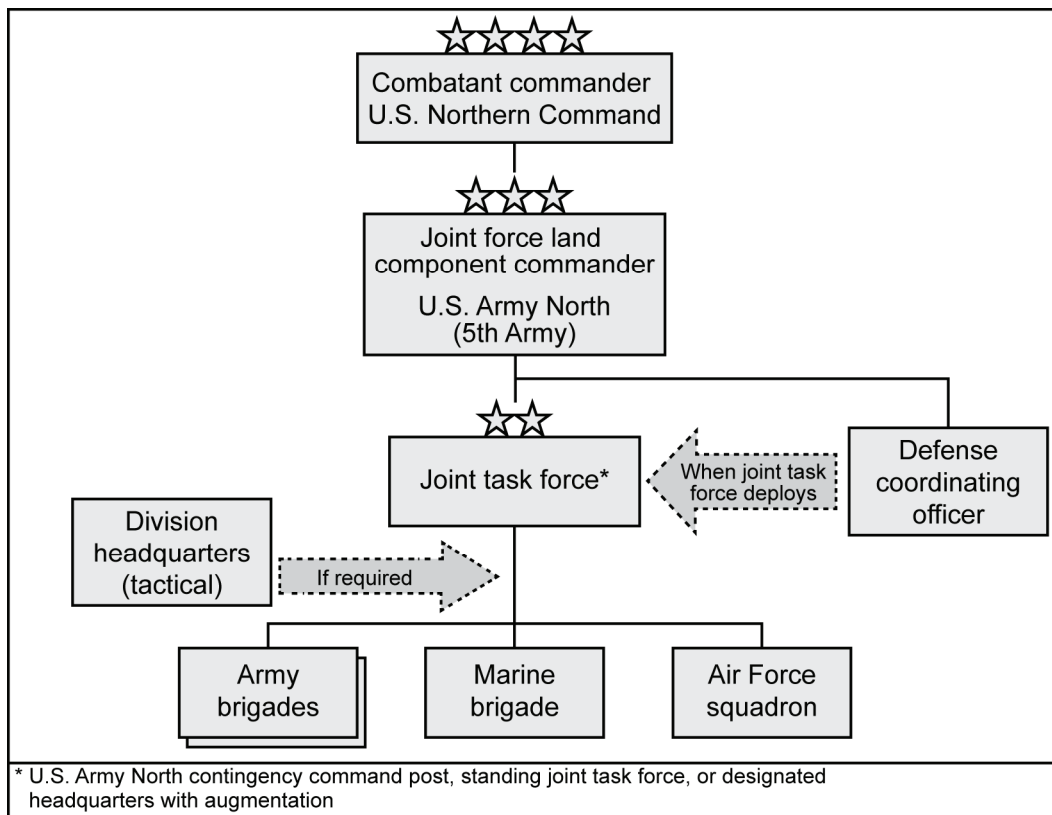 Combatant commander
U.S. Northern Command
Joint force land
component commander
U.S. Army North
(5th Army)
Joint task force*
When joint task
force deploys
Defense
coordinating
officer
Division
headquarters
(tactical)
If required
Army
brigades
Marine
brigade
Air Force
squadron
* U.S. Army North contingency command post, standing joint task force, or designated
headquarters with augmentation